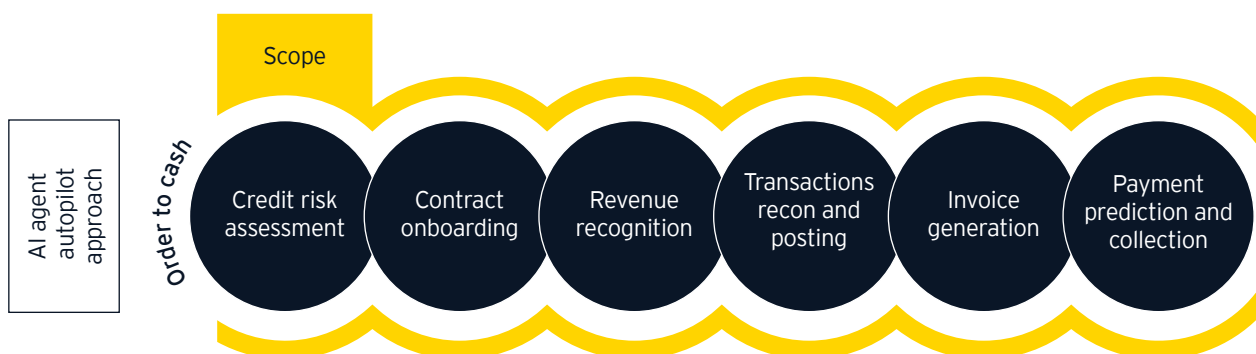 Scope
AI agent
autopilot
approach
Order to cash
Credit risk
assessment
Contract
onboarding
Revenue
recognition
Transactions
recon and
posting
Invoice
generation
Payment
prediction and
collection